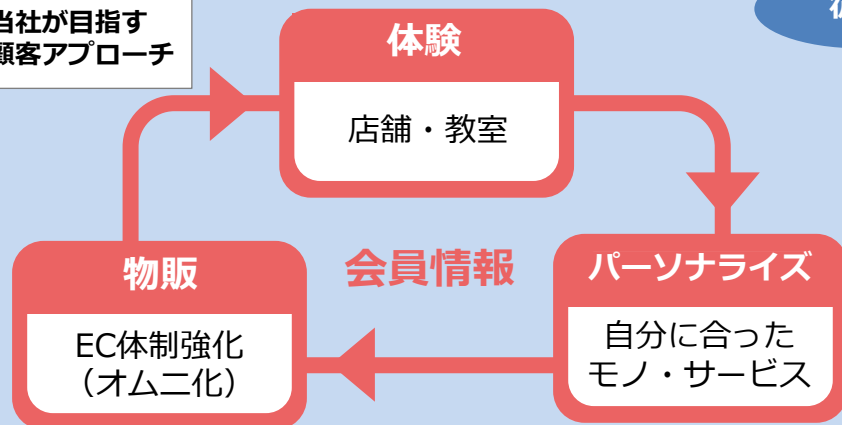 当社が目指す
顧客アプローチ
体験
店舗・教室
物販
会員情報
パーソナライズ
EC体制強化
（オムニ化）
自分に合った
モノ・サービス